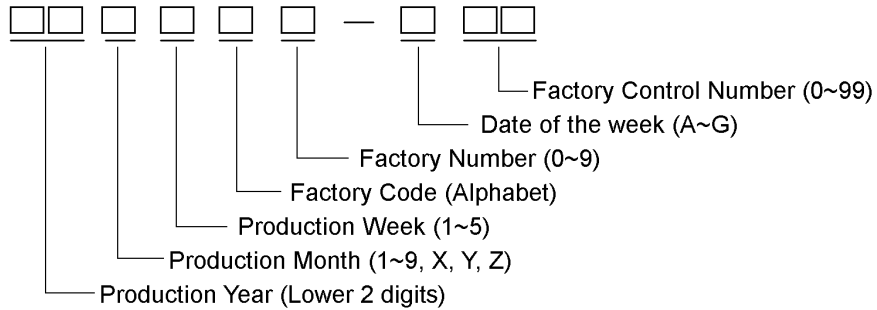 Factory Control Number (0~99)
Date of the week (A~G)
Factory Number (0~9)
Factory Code (Alphabet)
Production Week (1~5)
Production Month (1~9, X, Y, Z)
Production Year (Lower 2 digits)